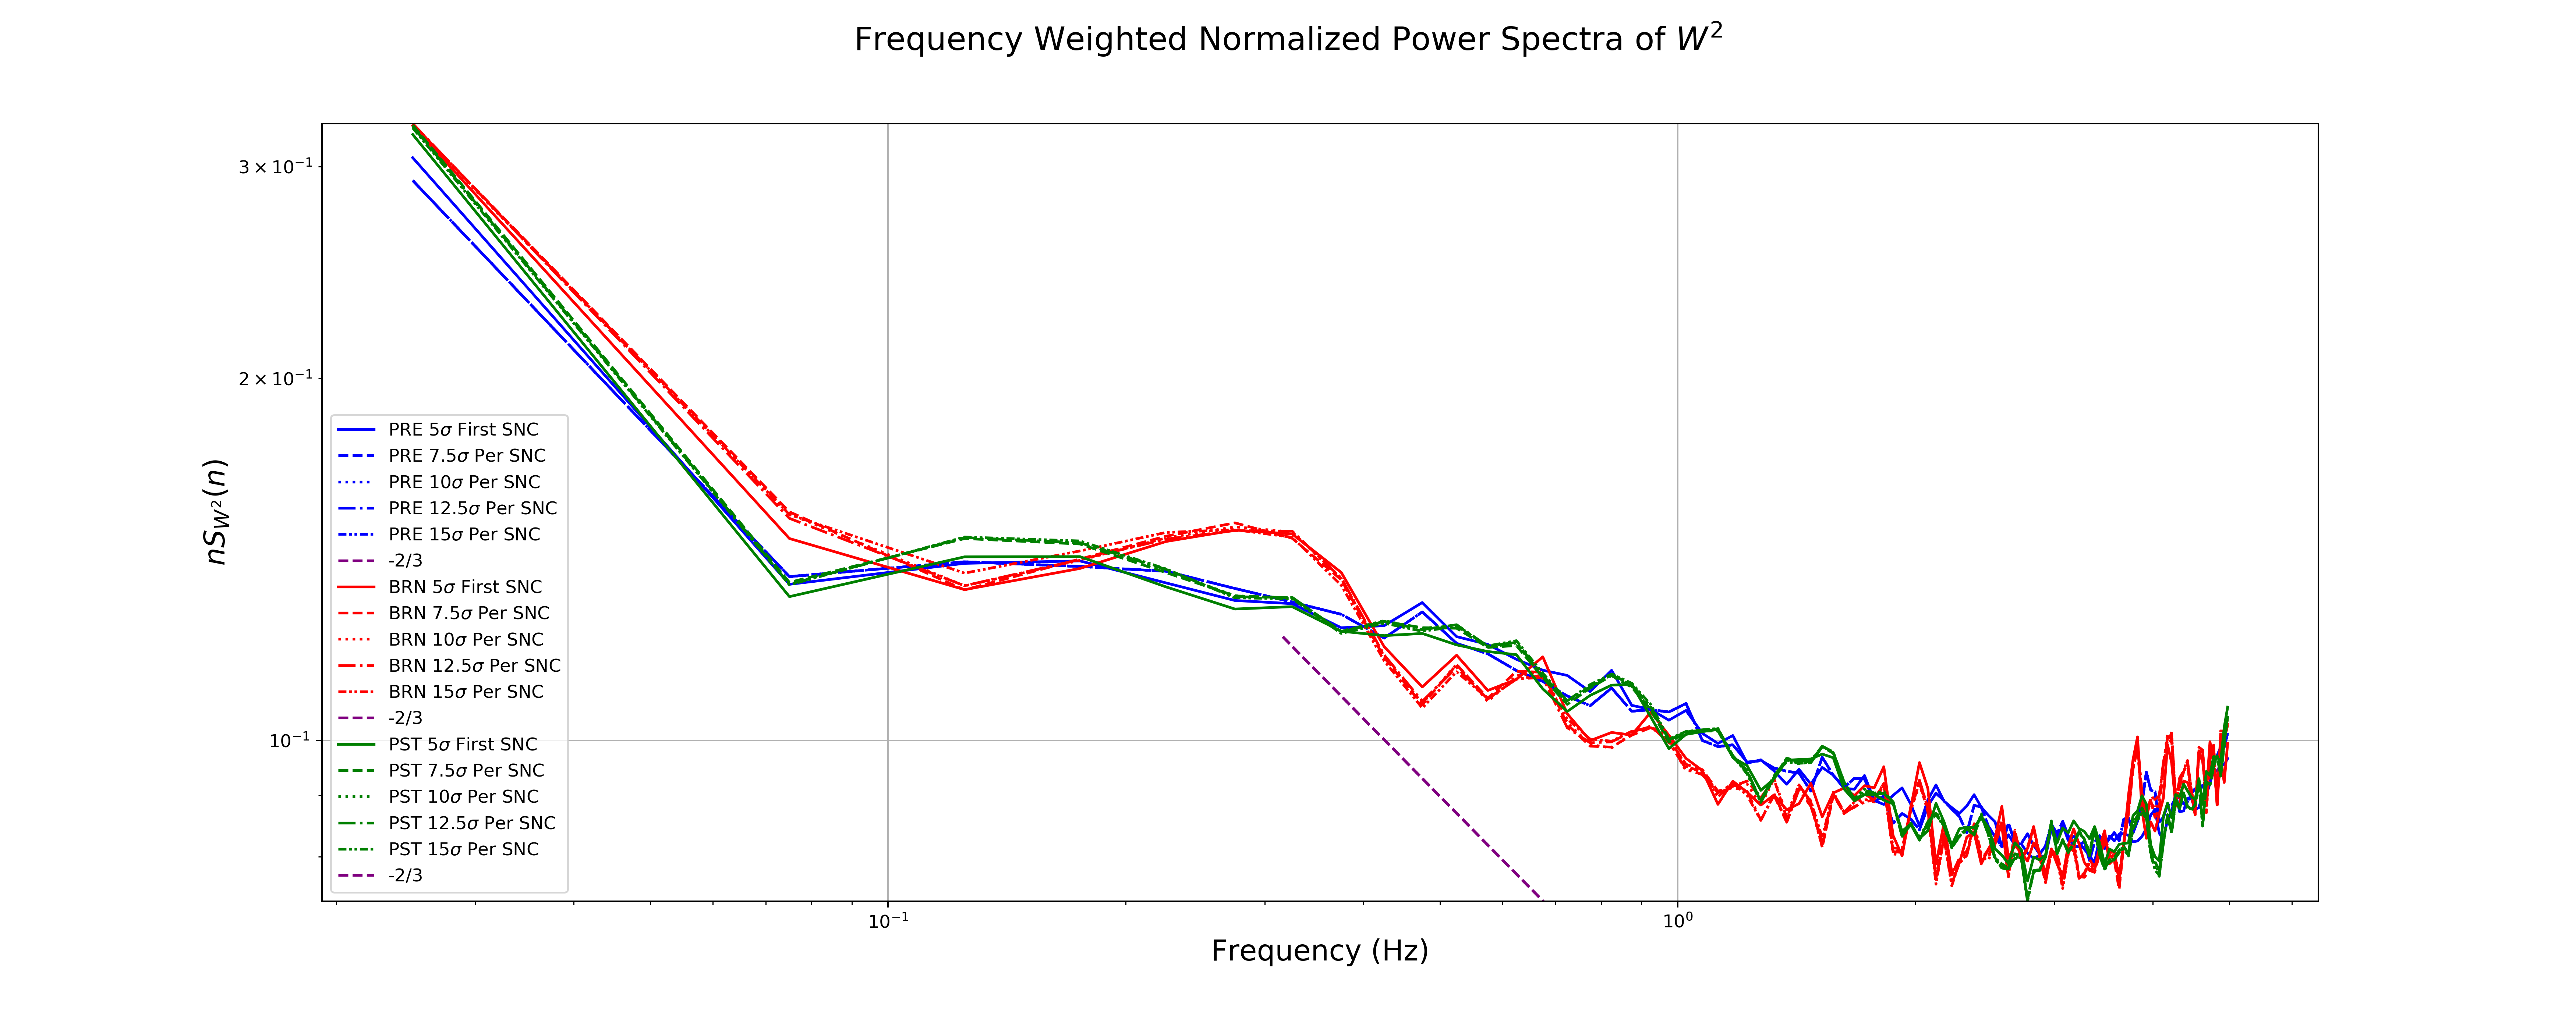 Frequency Weighted Normalized Power Spectra of W²
3 × 10⁻¹
2 × 10⁻¹
10⁻¹
nS_{W²}(n)
PRE 5σ First SNC
PRE 7.5σ Per SNC
PRE 10σ Per SNC
PRE 12.5σ Per SNC
PRE 15σ Per SNC
-2/3
BRN 5σ First SNC
BRN 7.5σ Per SNC
BRN 10σ Per SNC
BRN 12.5σ Per SNC
BRN 15σ Per SNC
-2/3
PST 5σ First SNC
PST 7.5σ Per SNC
PST 10σ Per SNC
PST 12.5σ Per SNC
PST 15σ Per SNC
-2/3
10⁻¹ 10⁰
Frequency (Hz)